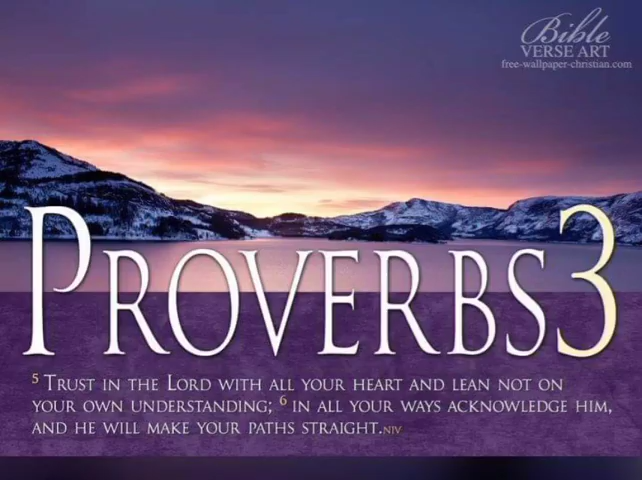 Bible
VERSE ART
free-wallpaper-christian.com
PROVERBS 3
5 TRUST IN THE LORD WITH ALL YOUR HEART AND LEAN NOT ON
YOUR OWN UNDERSTANDING; 6 IN ALL YOUR WAYS ACKNOWLEDGE HIM,
AND HE WILL MAKE YOUR PATHS STRAIGHT.NIV